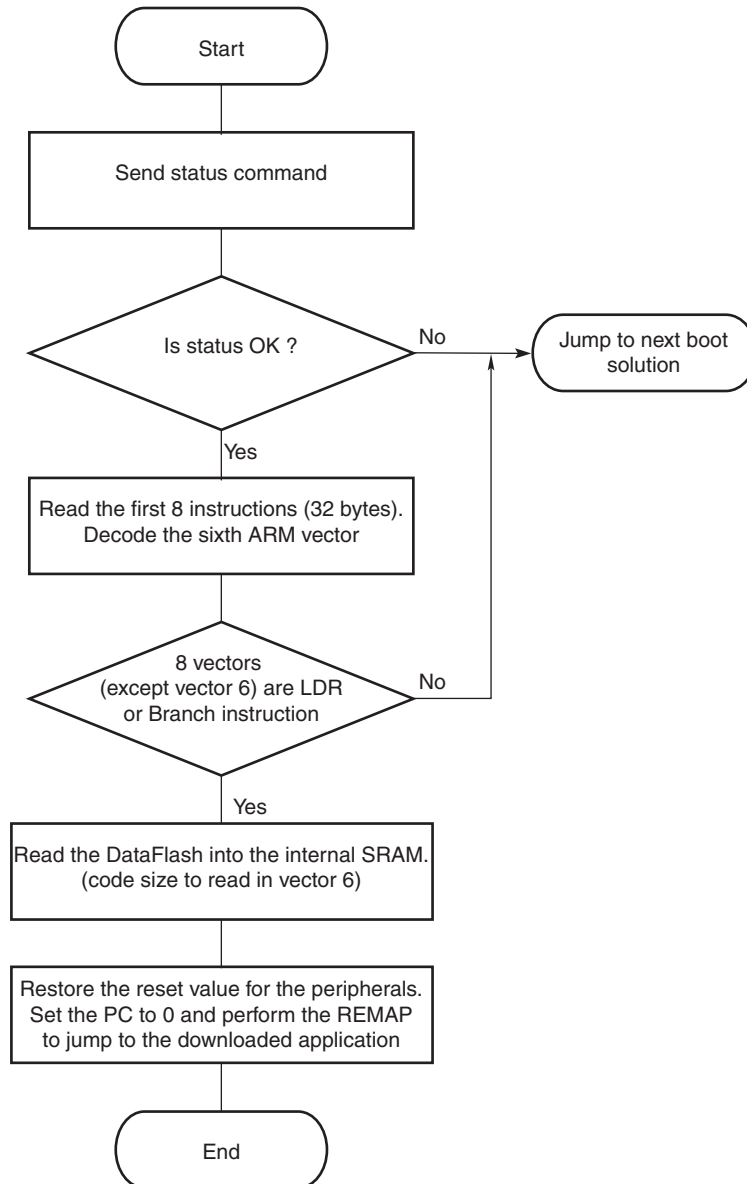 Start
Send status command
Is status OK ?
No
Jump to next boot
solution
Yes
Read the first 8 instructions (32 bytes).
Decode the sixth ARM vector
8 vectors
(except vector 6) are LDR
or Branch instruction
No
Yes
Read the DataFlash into the internal SRAM.
(code size to read in vector 6)
Restore the reset value for the peripherals.
Set the PC to 0 and perform the REMAP
to jump to the downloaded application
End